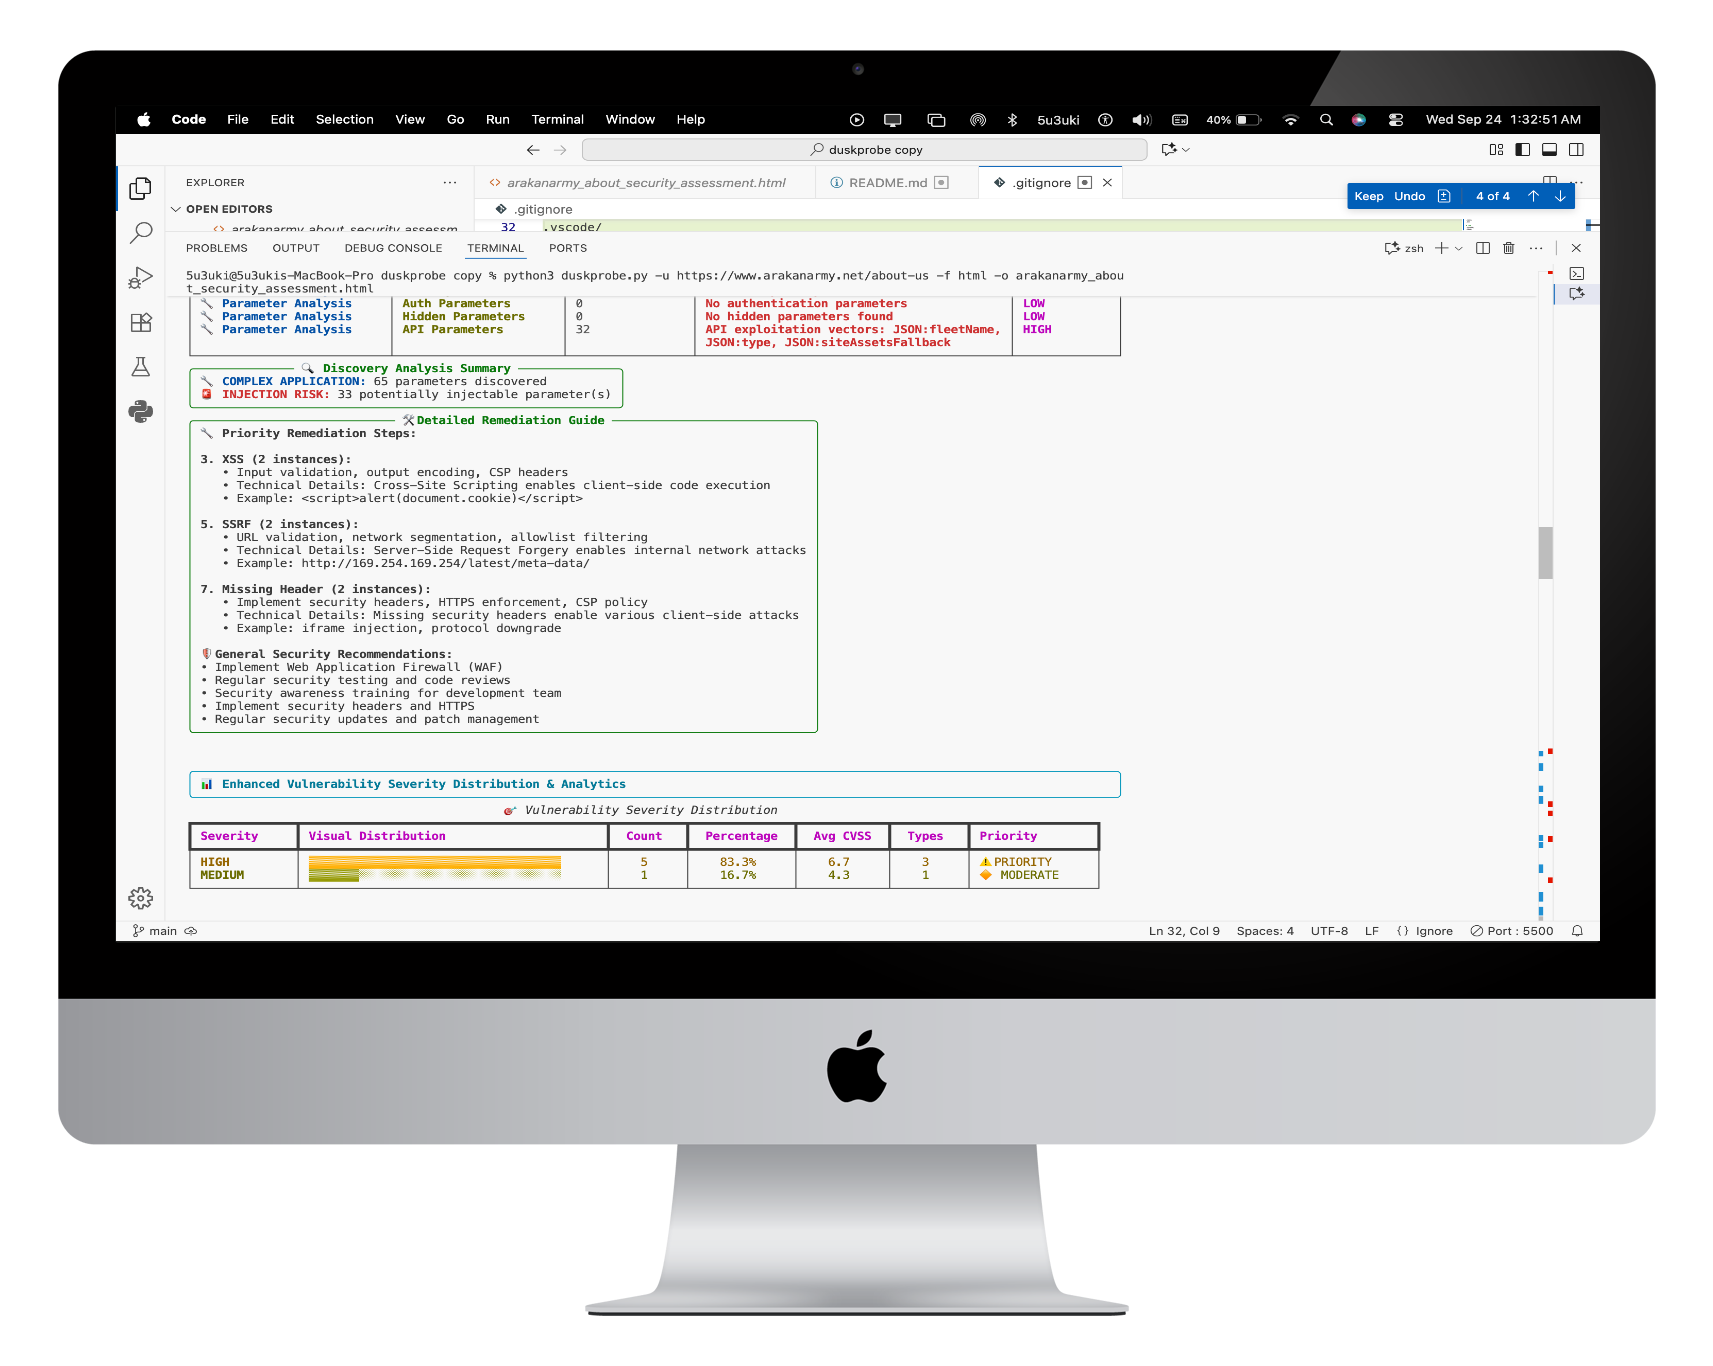 Code File Edit Selection View Go Run Terminal Window Help 5u3uki 40% Wed Sep 24 1:32:51 AM
duskprobe copy
EXPLORER
arakanarmy_about_security_assessment.html README.md .gitignore
Keep Undo 4 of 4
OPEN EDITORS
.gitignore
arakanarmy_about_security_assessm
32 .vscode/
PROBLEMS OUTPUT DEBUG CONSOLE TERMINAL PORTS
zsh
5u3uki@5u3ukis-MacBook-Pro duskprobe copy % python3 duskprobe.py -u https://www.arakanarmy.net/about-us -f html -o arakanarmy_abou
t_security_assessment.html
Parameter Analysis Auth Parameters 0 No authentication parameters LOW
Parameter Analysis Hidden Parameters 0 No hidden parameters found LOW
Parameter Analysis API Parameters 32 API exploitation vectors: JSON:fleetName, HIGH
JSON:type, JSON:siteAssetsFallback
Discovery Analysis Summary
COMPLEX APPLICATION: 65 parameters discovered
INJECTION RISK: 33 potentially injectable parameter(s)
Detailed Remediation Guide
Priority Remediation Steps:
3. XSS (2 instances):
• Input validation, output encoding, CSP headers
• Technical Details: Cross-Site Scripting enables client-side code execution
• Example: <script>alert(document.cookie)</script>
5. SSRF (2 instances):
• URL validation, network segmentation, allowlist filtering
• Technical Details: Server-Side Request Forgery enables internal network attacks
• Example: http://169.254.169.254/latest/meta-data/
7. Missing Header (2 instances):
• Implement security headers, HTTPS enforcement, CSP policy
• Technical Details: Missing security headers enable various client-side attacks
• Example: iframe injection, protocol downgrade
General Security Recommendations:
• Implement Web Application Firewall (WAF)
• Regular security testing and code reviews
• Security awareness training for development team
• Implement security headers and HTTPS
• Regular security updates and patch management
Enhanced Vulnerability Severity Distribution & Analytics
Vulnerability Severity Distribution
Severity Visual Distribution Count Percentage Avg CVSS Types Priority
HIGH 5 83.3% 6.7 3 PRIORITY
MEDIUM 1 16.7% 4.3 1 MODERATE
main Ln 32, Col 9 Spaces: 4 UTF-8 LF {} Ignore Port : 5500